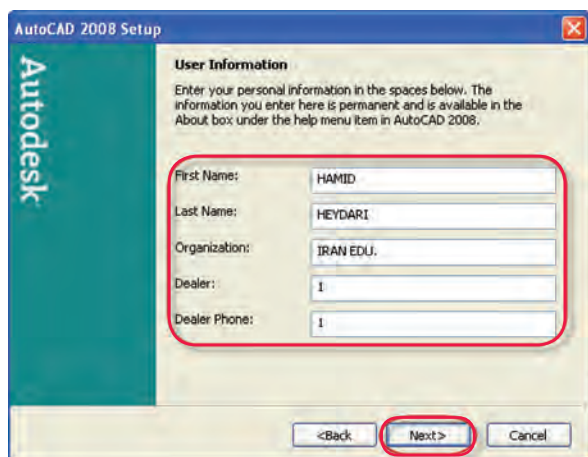 AutoCAD 2008 Setup
Autodesk
User Information
Enter your personal information in the spaces below. The
information you enter here is permanent and is available in the
About box under the help menu item in AutoCAD 2008.
First Name: HAMID
Last Name: HEYDARI
Organization: IRAN EDU.
Dealer: 1
Dealer Phone: 1
<Back Next> Cancel